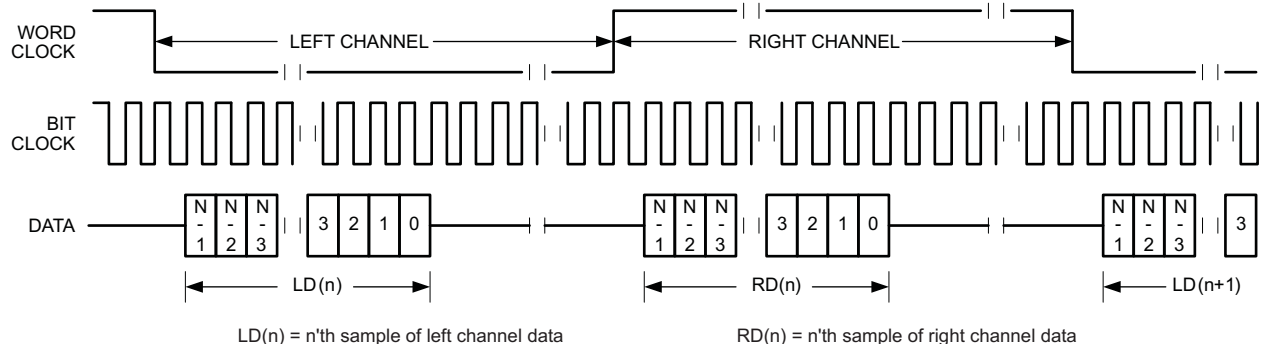 WORD
CLOCK
LEFT CHANNEL
RIGHT CHANNEL
BIT
CLOCK
DATA
N-1 N-2 N-3 3 2 1 0 N-1 N-2 N-3 3 2 1 0 N-1 N-2 N-3 3
LD(n) RD(n) LD(n+1)
LD(n) = n'th sample of left channel data RD(n) = n'th sample of right channel data